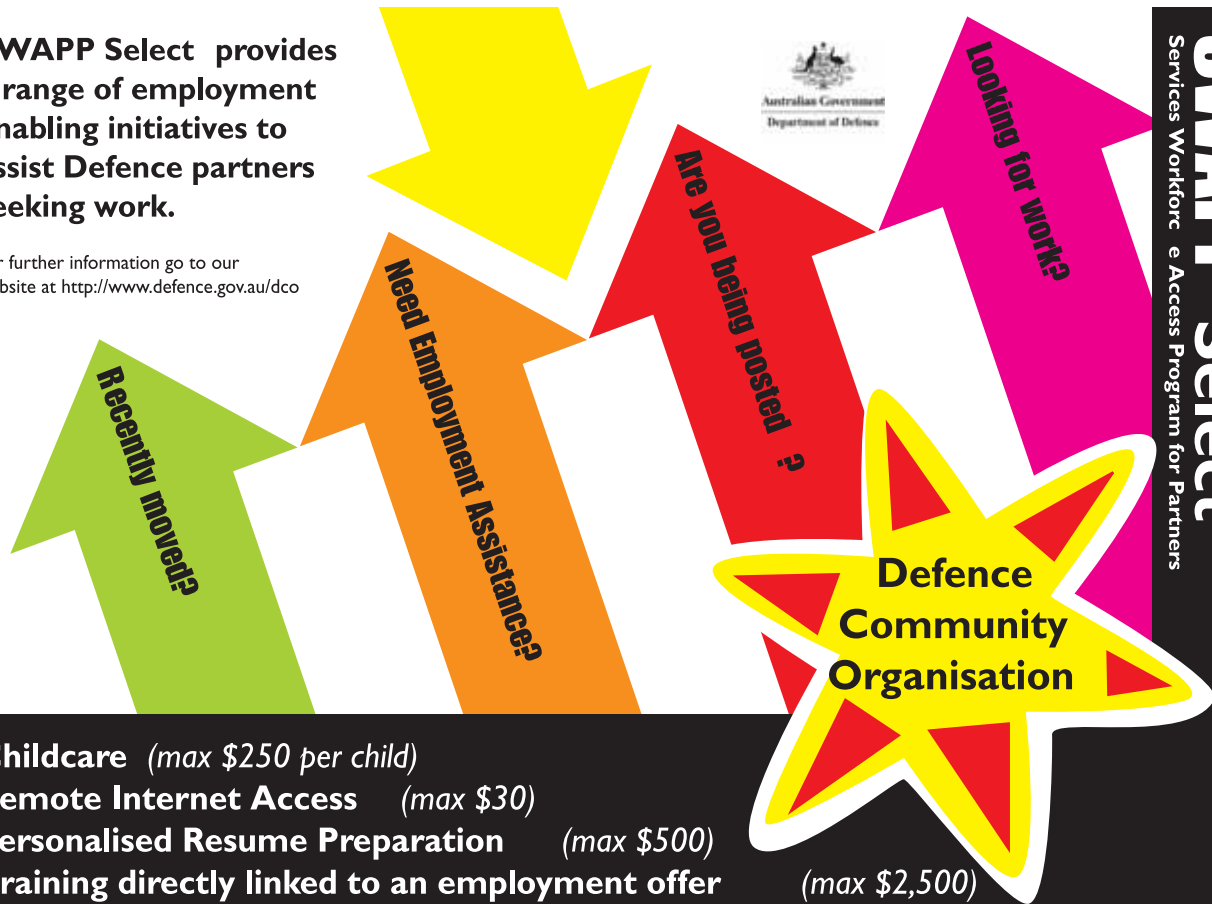 WAPP Select provides
range of employment
nabling initiatives to
ssist Defence partners
eeking work.
r further information go to our
bsite at http://www.defence.gov.au/dco
Australian Government
Department of Defence
Recently moved?
Need Employment Assistance?
Are you being posted ?
Looking for work?
SWAPP Select
Services Workforc e Access Program for Partners
Defence
Community
Organisation
hildcare (max $250 per child)
emote Internet Access (max $30)
ersonalised Resume Preparation (max $500)
raining directly linked to an employment offer (max $2,500)